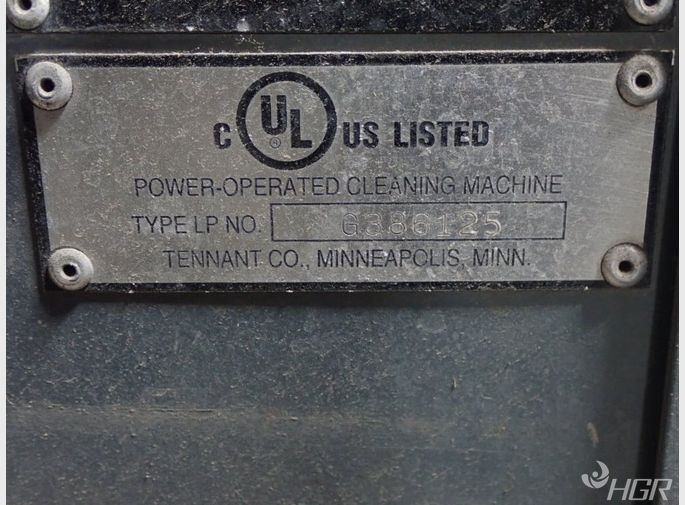 C UL ® US LISTED
POWER-OPERATED CLEANING MACHINE
TYPE LP NO. G386125
TENNANT CO., MINNEAPOLIS, MINN.
HGR